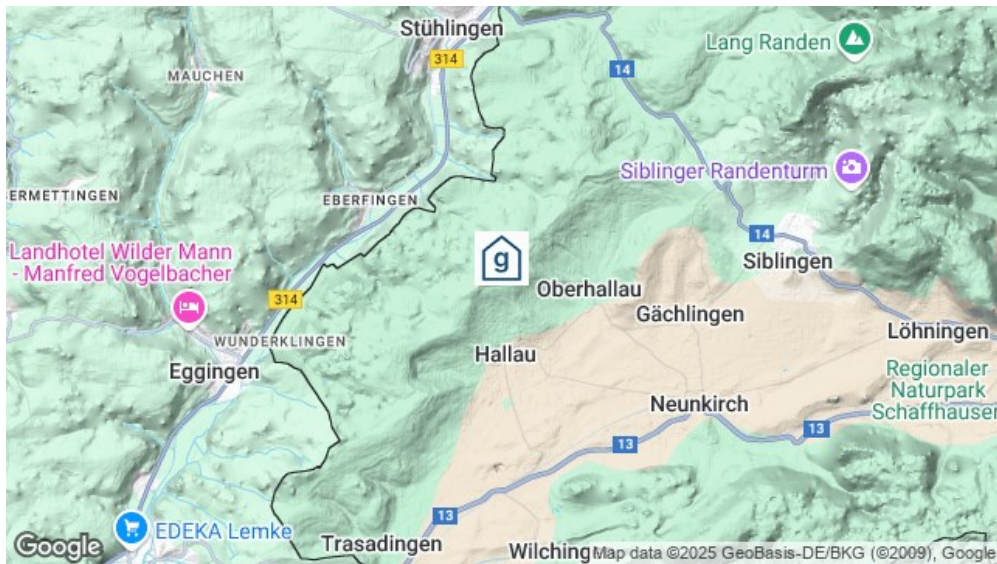 Stühlingen
314
Lang Randen
14
MAUCHEN
Siblinger Randenturm
ERMETTINGEN
EBERFINGEN
14
Landhotel Wilder Mann
- Manfred Vogelbacher
g
Siblingen
Oberhallau
314
Gächlingen
WUNDERKLINGEN
Löhningen
Hallau
Eggingen
Regionaler
Naturpark
Schaffhausen
Neunkirch
13
13
13
EDEKA Lemke
Trasadingen
Wilching
Google
Map data ©2025 GeoBasis-DE/BKG (©2009), Google